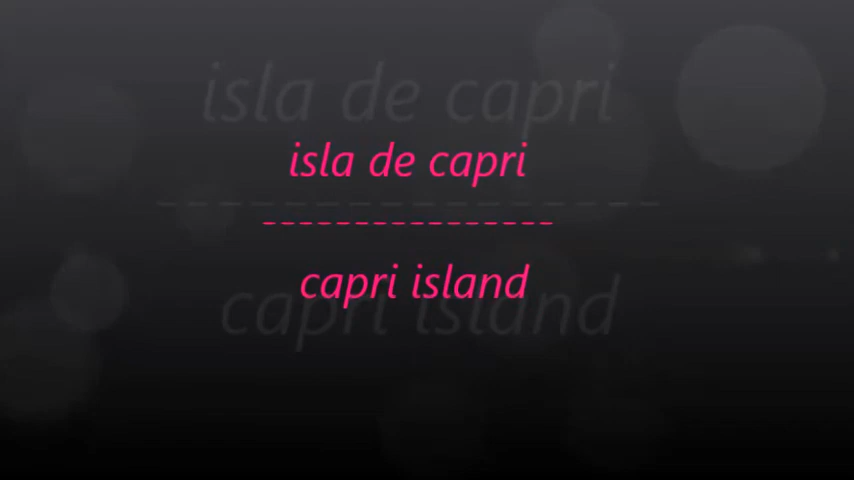 isla de capri
isla de capri
----------------
capri island
capri island